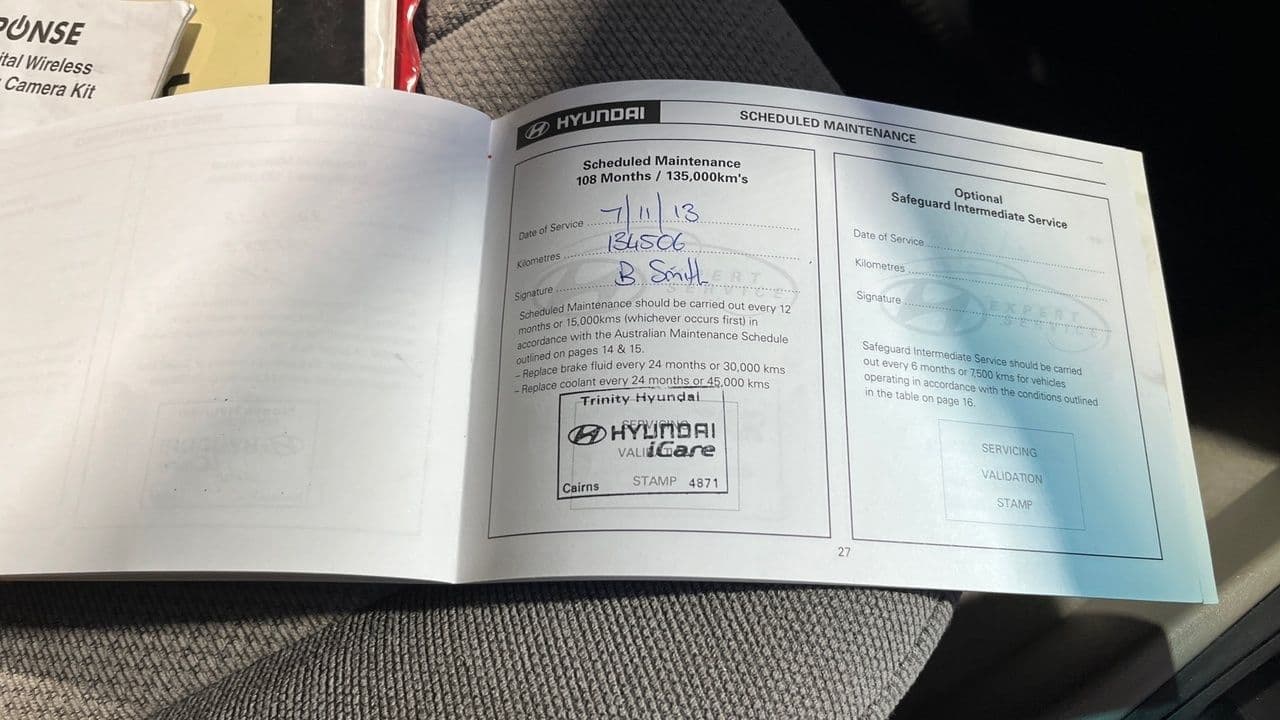 ital Wireless
Camera Kit
HYUNDAI
SCHEDULED MAINTENANCE
Scheduled Maintenance
108 Months / 135,000km's
Date of Service 7/11/13
Kilometres 134506
Signature B Smith
Scheduled Maintenance should be carried out every 12
months or 15,000kms (whichever occurs first) in
accordance with the Australian Maintenance Schedule
outlined on pages 14 & 15.
– Replace brake fluid every 24 months or 30,000 kms
– Replace coolant every 24 months or 45,000 kms
Trinity Hyundai
HYUNDAI
iCare
Cairns STAMP 4871
Optional
Safeguard Intermediate Service
Date of Service
Kilometres
Signature
EXPERT
SERVICE
Safeguard Intermediate Service should be carried
out every 6 months or 7,500 kms for vehicles
operating in accordance with the conditions outlined
in the table on page 16.
SERVICING
VALIDATION
STAMP
27